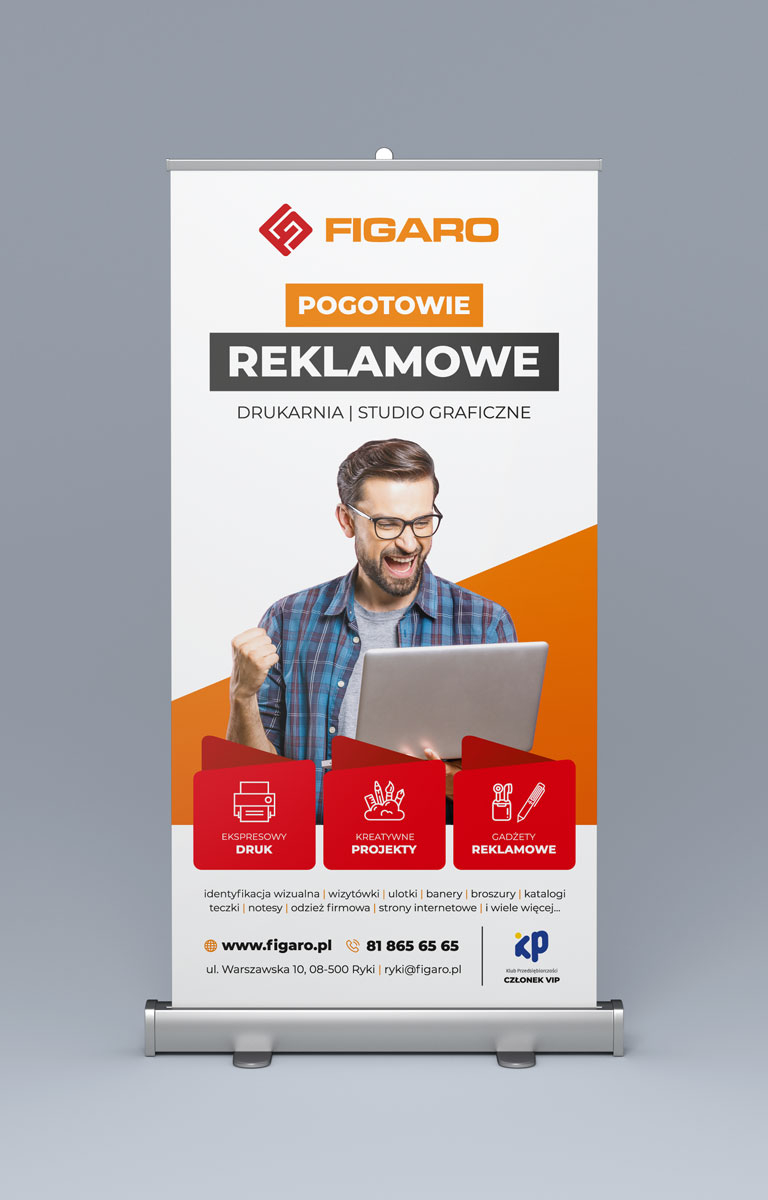 FIGARO
POGOTOWIE
REKLAMOWE
DRUKARNIA | STUDIO GRAFICZNE
EKSPRESOWY
DRUK
KREATYWNE
PROJEKTY
GADŻETY
REKLAMOWE
identyfikacja wizualna | wizytówki | ulotki | banery | broszury | katalogi
teczki | notesy | odzież firmowa | strony internetowe | i wiele więcej...
www.figaro.pl 81 865 65 65
ul. Warszawska 10, 08-500 Ryki | ryki@figaro.pl
kp
Klub Przedsiębiorczości
CZŁONEK VIP